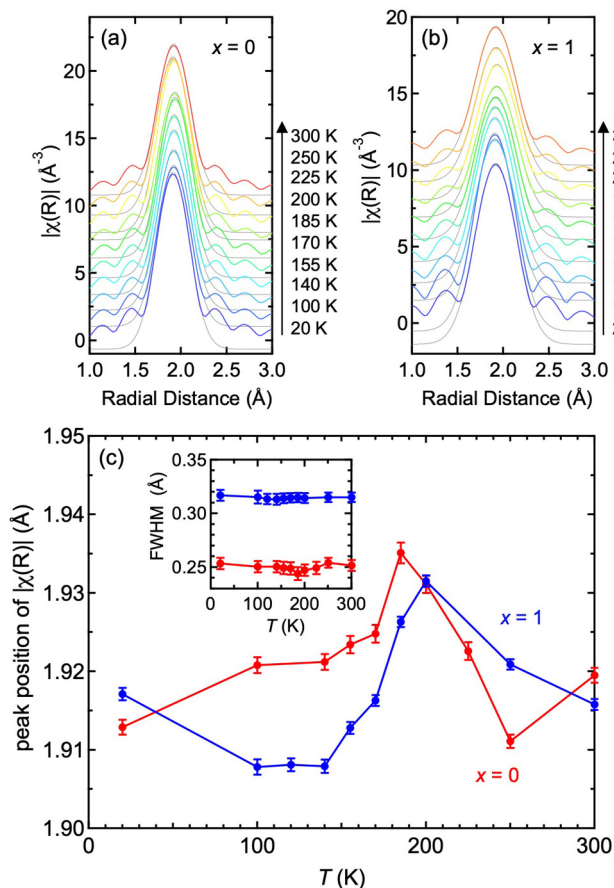 (a)
x = 0
|χ(R)| (Å⁻³)
20
15
10
5
0
300 K
250 K
225 K
200 K
185 K
170 K
155 K
140 K
100 K
20 K
1.0 1.5 2.0 2.5 3.0
Radial Distance (Å)
(b)
x = 1
|χ(R)| (Å⁻³)
20
15
10
5
0
1.0 1.5 2.0 2.5 3.0
Radial Distance (Å)
(c)
peak position of |χ(R)| (Å)
1.95
1.94
1.93
1.92
1.91
1.90
FWHM (Å)
0.35
0.30
0.25
0 100 200 300
T (K)
x = 1
x = 0
0 100 200 300
T (K)